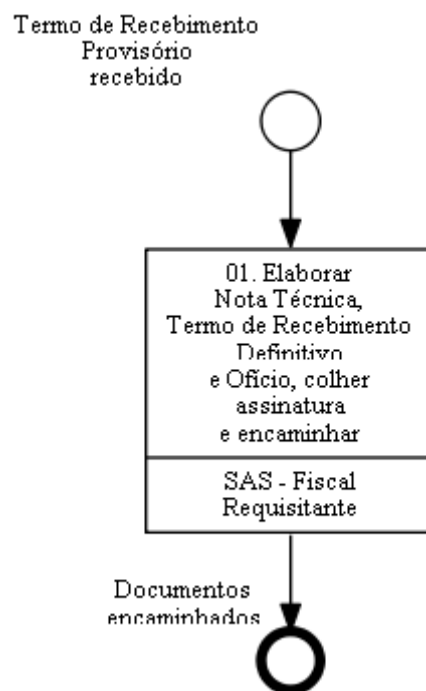 Termo de Recebimento
Provisório
recebido
01. Elaborar
Nota Técnica,
Termo de Recebimento
Definitivo
e Ofício, colher
assinatura
e encaminhar
SAS - Fiscal
Requisitante
Documentos
encaminhados